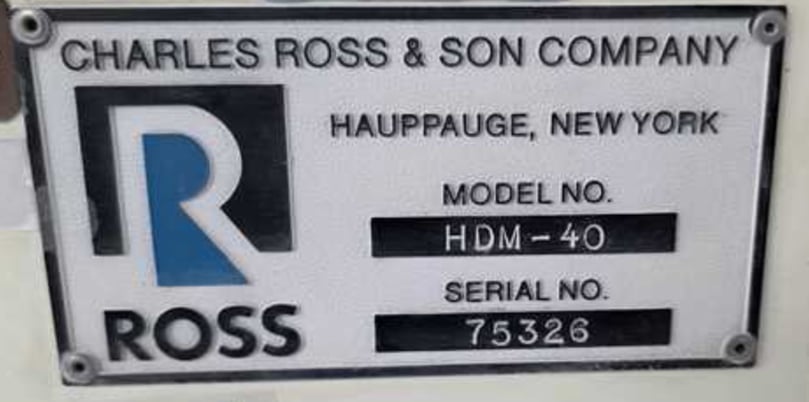 CHARLES ROSS & SON COMPANY
HAUPPAUGE, NEW YORK
MODEL NO.
HDM-40
SERIAL NO.
75326
R
ROSS